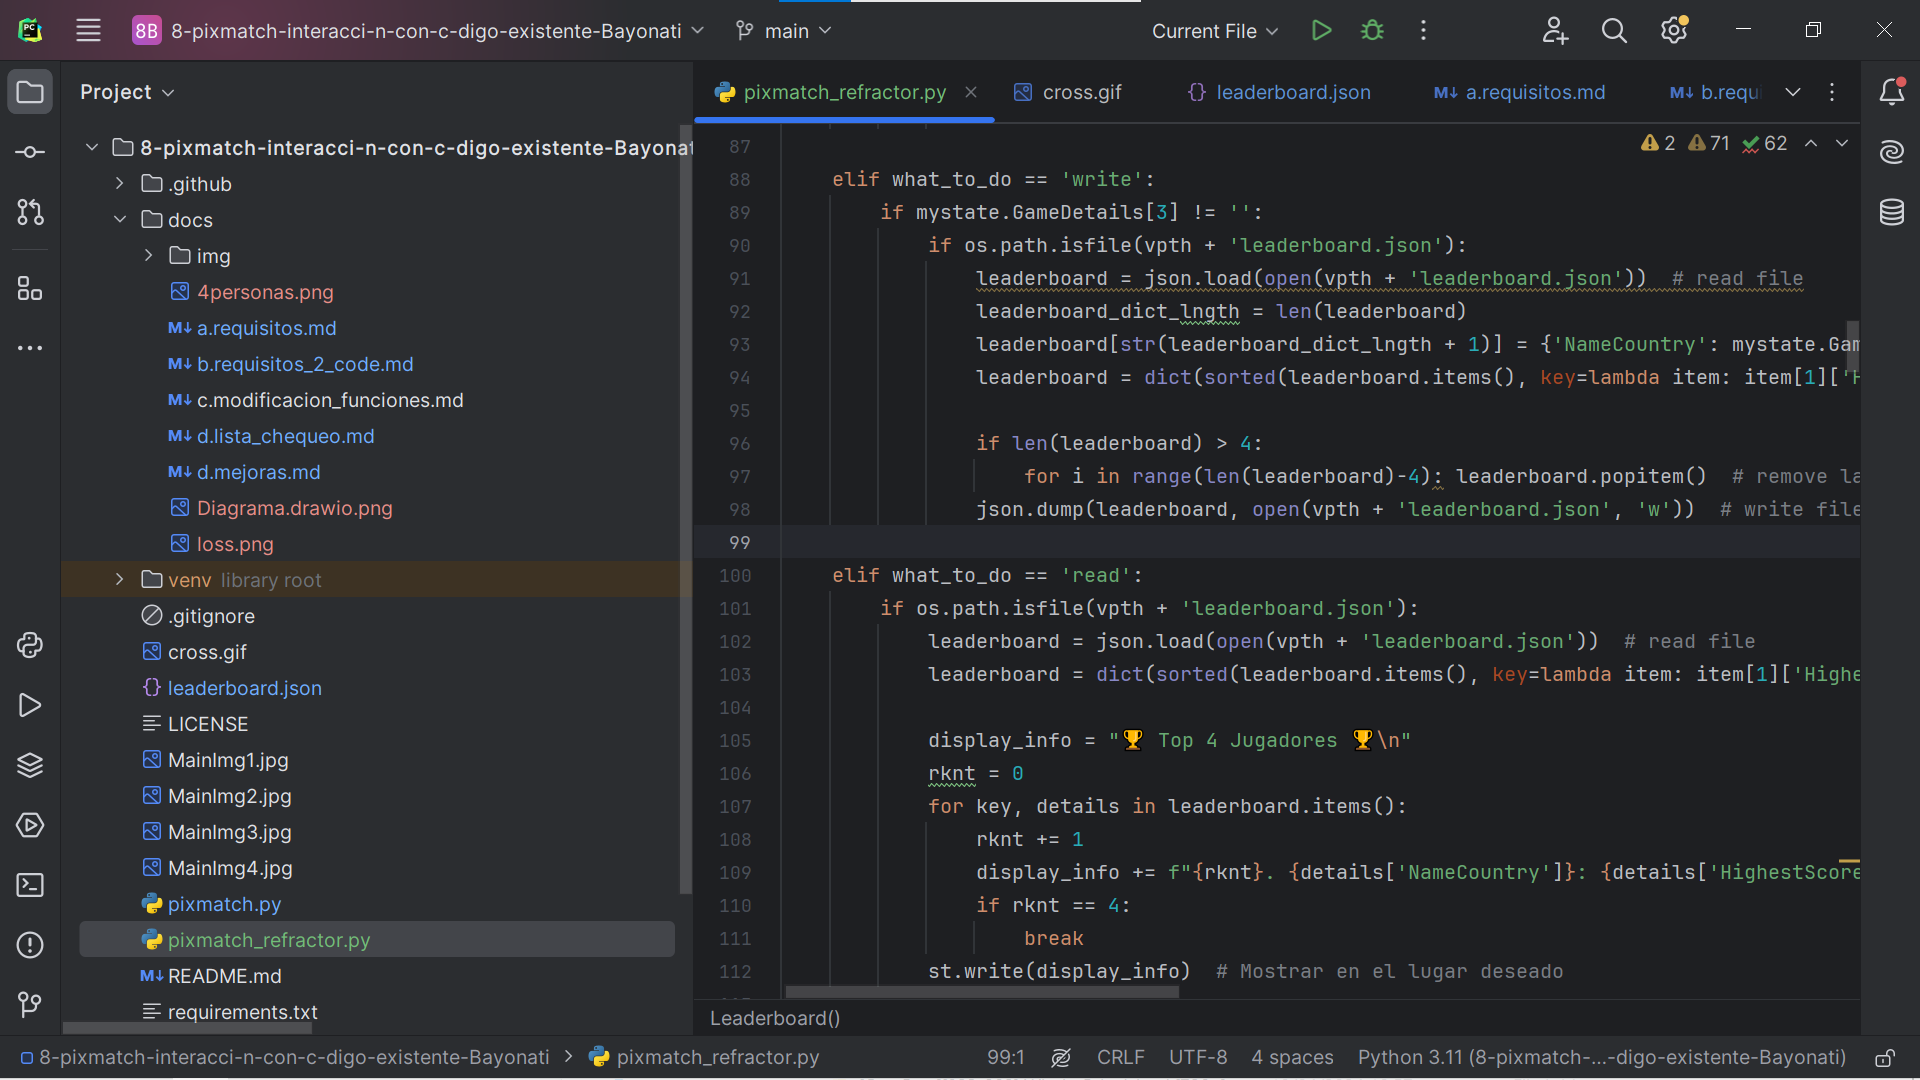 PC 8B 8-pixmatch-interacci-n-con-c-digo-existente-Bayonati main Current File
Project
pixmatch_refractor.py cross.gif {} leaderboard.json M↓ a.requisitos.md M↓ b.requ
2 71 62
8-pixmatch-interacci-n-con-c-digo-existente-Bayonat
.github
docs
img
4personas.png
M↓ a.requisitos.md
M↓ b.requisitos_2_code.md
M↓ c.modificacion_funciones.md
M↓ d.lista_chequeo.md
M↓ d.mejoras.md
Diagrama.drawio.png
loss.png
venv library root
.gitignore
cross.gif
{} leaderboard.json
LICENSE
MainImg1.jpg
MainImg2.jpg
MainImg3.jpg
MainImg4.jpg
pixmatch.py
pixmatch_refractor.py
M↓ README.md
requirements.txt
87
88 elif what_to_do == 'write':
89 if mystate.GameDetails[3] != '':
90 if os.path.isfile(vpth + 'leaderboard.json'):
91 leaderboard = json.load(open(vpth + 'leaderboard.json')) # read file
92 leaderboard_dict_lngth = len(leaderboard)
93 leaderboard[str(leaderboard_dict_lngth + 1)] = {'NameCountry': mystate.Gam
94 leaderboard = dict(sorted(leaderboard.items(), key=lambda item: item[1]['H
95
96 if len(leaderboard) > 4:
97 for i in range(len(leaderboard)-4): leaderboard.popitem() # remove la
98 json.dump(leaderboard, open(vpth + 'leaderboard.json', 'w')) # write file
99
100 elif what_to_do == 'read':
101 if os.path.isfile(vpth + 'leaderboard.json'):
102 leaderboard = json.load(open(vpth + 'leaderboard.json')) # read file
103 leaderboard = dict(sorted(leaderboard.items(), key=lambda item: item[1]['Highe
104
105 display_info = "🏆 Top 4 Jugadores 🏆\n"
106 rknt = 0
107 for key, details in leaderboard.items():
108 rknt += 1
109 display_info += f"{rknt}. {details['NameCountry']}: {details['HighestScore
110 if rknt == 4:
111 break
112 st.write(display_info) # Mostrar en el lugar deseado
Leaderboard()
8-pixmatch-interacci-n-con-c-digo-existente-Bayonati > pixmatch_refractor.py 99:1 CRLF UTF-8 4 spaces Python 3.11 (8-pixmatch-...-digo-existente-Bayonati)